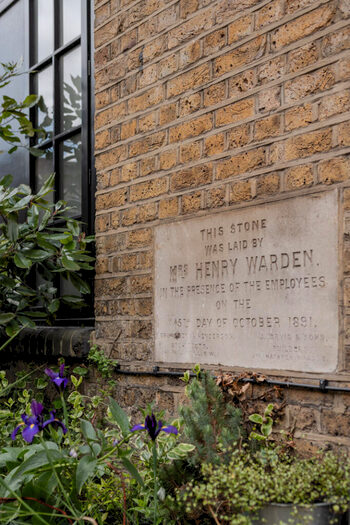 THIS STONE
WAS LAID BY
MRS HENRY WARDEN.
IN THE PRESENCE OF THE EMPLOYEES
ON THE
DAY OF OCTOBER 1891.